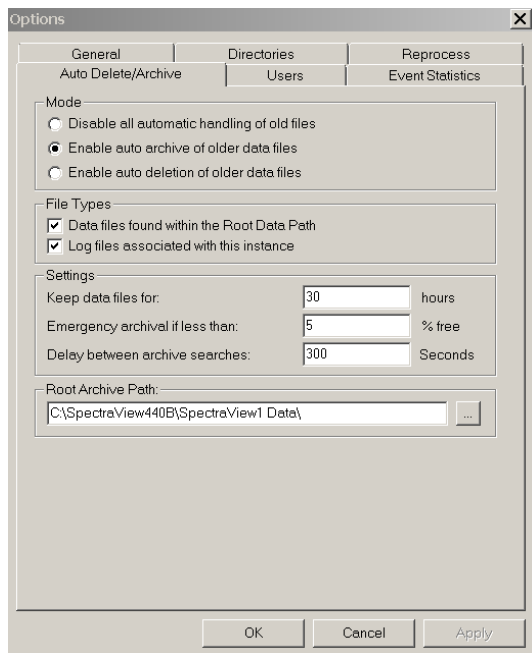 Options
General Directories Reprocess
Auto Delete/Archive Users Event Statistics
Mode
Disable all automatic handling of old files
Enable auto archive of older data files
Enable auto deletion of older data files
File Types
Data files found within the Root Data Path
Log files associated with this instance
Settings
Keep data files for: 30 hours
Emergency archival if less than: 5 % free
Delay between archive searches: 300 Seconds
Root Archive Path:
C:\SpectraView440B\SpectraView1 Data\ ...
OK Cancel Apply